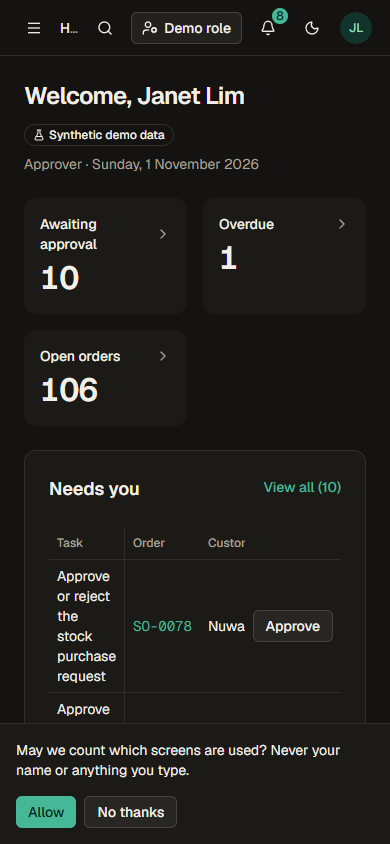 H...
Demo role
8
JL
Welcome, Janet Lim
Synthetic demo data
Approver · Sunday, 1 November 2026
Awaiting
approval
10
Overdue
1
Open orders
106
Needs you
View all (10)
Task
Order
Custor
Approve
or reject
the
stock
purchase
request
SO-0078
Nuwa
Approve
Approve
May we count which screens are used? Never your
name or anything you type.
Allow
No thanks